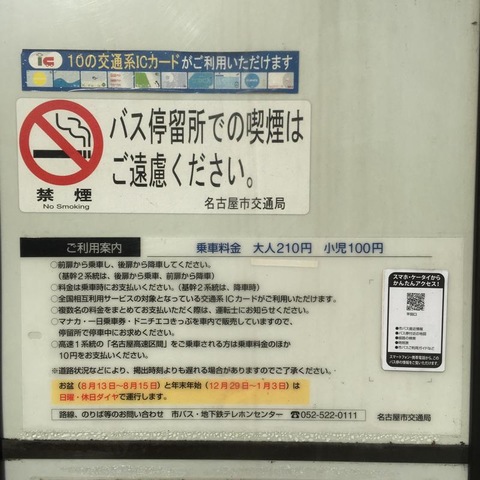 10の交通系ICカードがご利用いただけます
バス停留所での喫煙は
ご遠慮ください。
禁煙
No Smoking
名古屋市交通局
ご利用案内 乗車料金 大人210円 小児100円
○前扉から乗車し、後扉から降車してください。
(基幹2系統は、後扉から乗車、前扉から降車)
○料金は乗車時にお支払いください。(基幹2系統は、降車時)
○全国相互利用サービスの対象となっている交通系ICカードがご利用いただけます。
○複数名の料金をまとめてお支払いただく際は、運転士にお知らせください。
○マナカ・一日乗車券・ドニチエコきっぷを車内で販売していますので、
停留所で停車中にお求めください。
○高速1系統の「名古屋高速区間」をご乗車される方は乗車料金のほか
10円をお支払いください。
※道路状況などにより、掲出時刻よりも遅れる場合がありますのでご了承ください。
お盆(8月13日~8月15日)と年末年始(12月29日~1月3日)は
日曜・休日ダイヤで運行します。
路線、のりば等のお問い合わせ 市バス・地下鉄テレホンセンター ☎052-522-0111
名古屋市交通局
スマホ・ケータイから
かんたんアクセス!